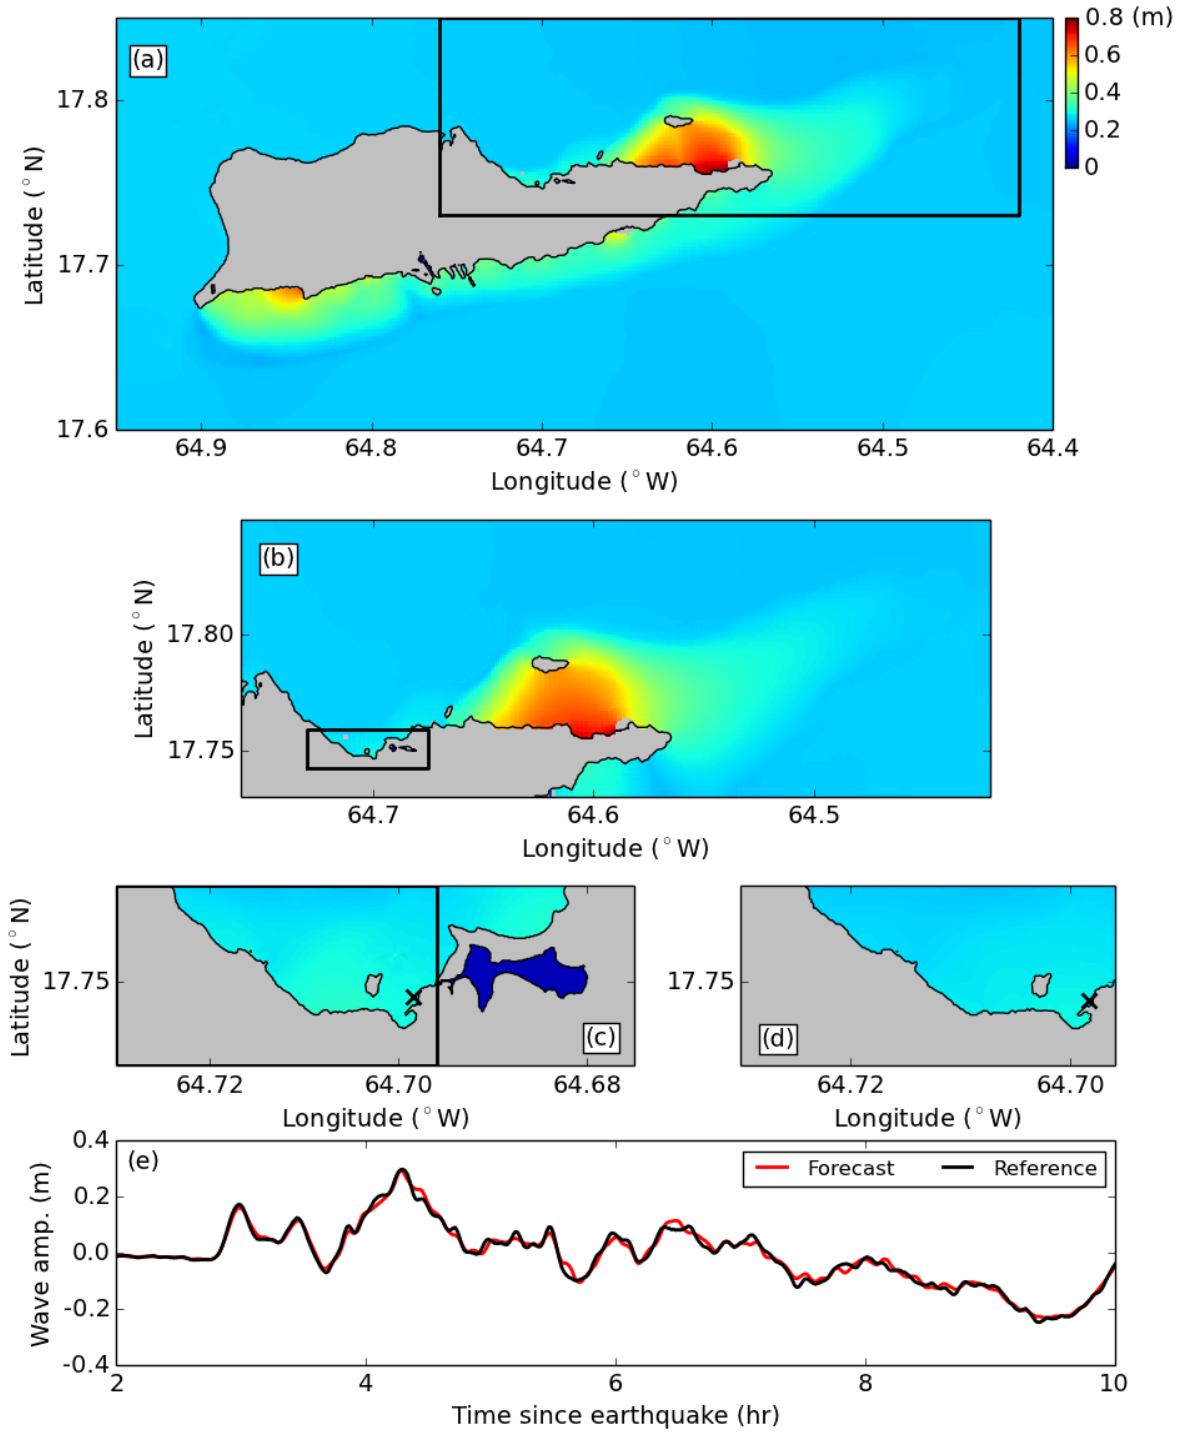 (a)
0.8 (m)
0.6
0.4
0.2
0
17.8
17.7
17.6
Latitude (°N)
64.9 64.8 64.7 64.6 64.5 64.4
Longitude (°W)
(b)
17.80
17.75
Latitude (°N)
64.7 64.6 64.5
Longitude (°W)
Latitude (°N)
17.75
(c)
64.72 64.70 64.68
Longitude (°W)
17.75
(d)
64.72 64.70
Longitude (°W)
(e)
Forecast Reference
0.4
0.2
0.0
-0.2
-0.4
Wave amp. (m)
2 4 6 8 10
Time since earthquake (hr)